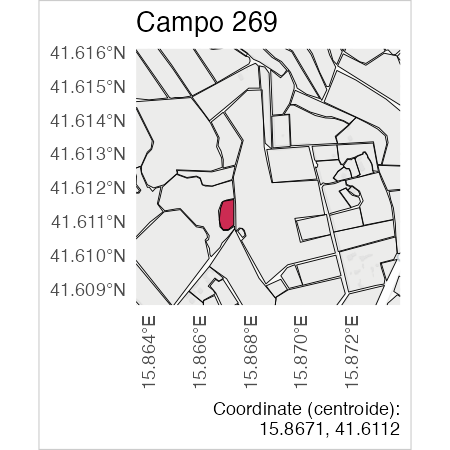 Campo 269
41.616°N
41.615°N
41.614°N
41.613°N
41.612°N
41.611°N
41.610°N
41.609°N
15.864°E
15.866°E
15.868°E
15.870°E
15.872°E
Coordinate (centroide):
15.8671, 41.6112